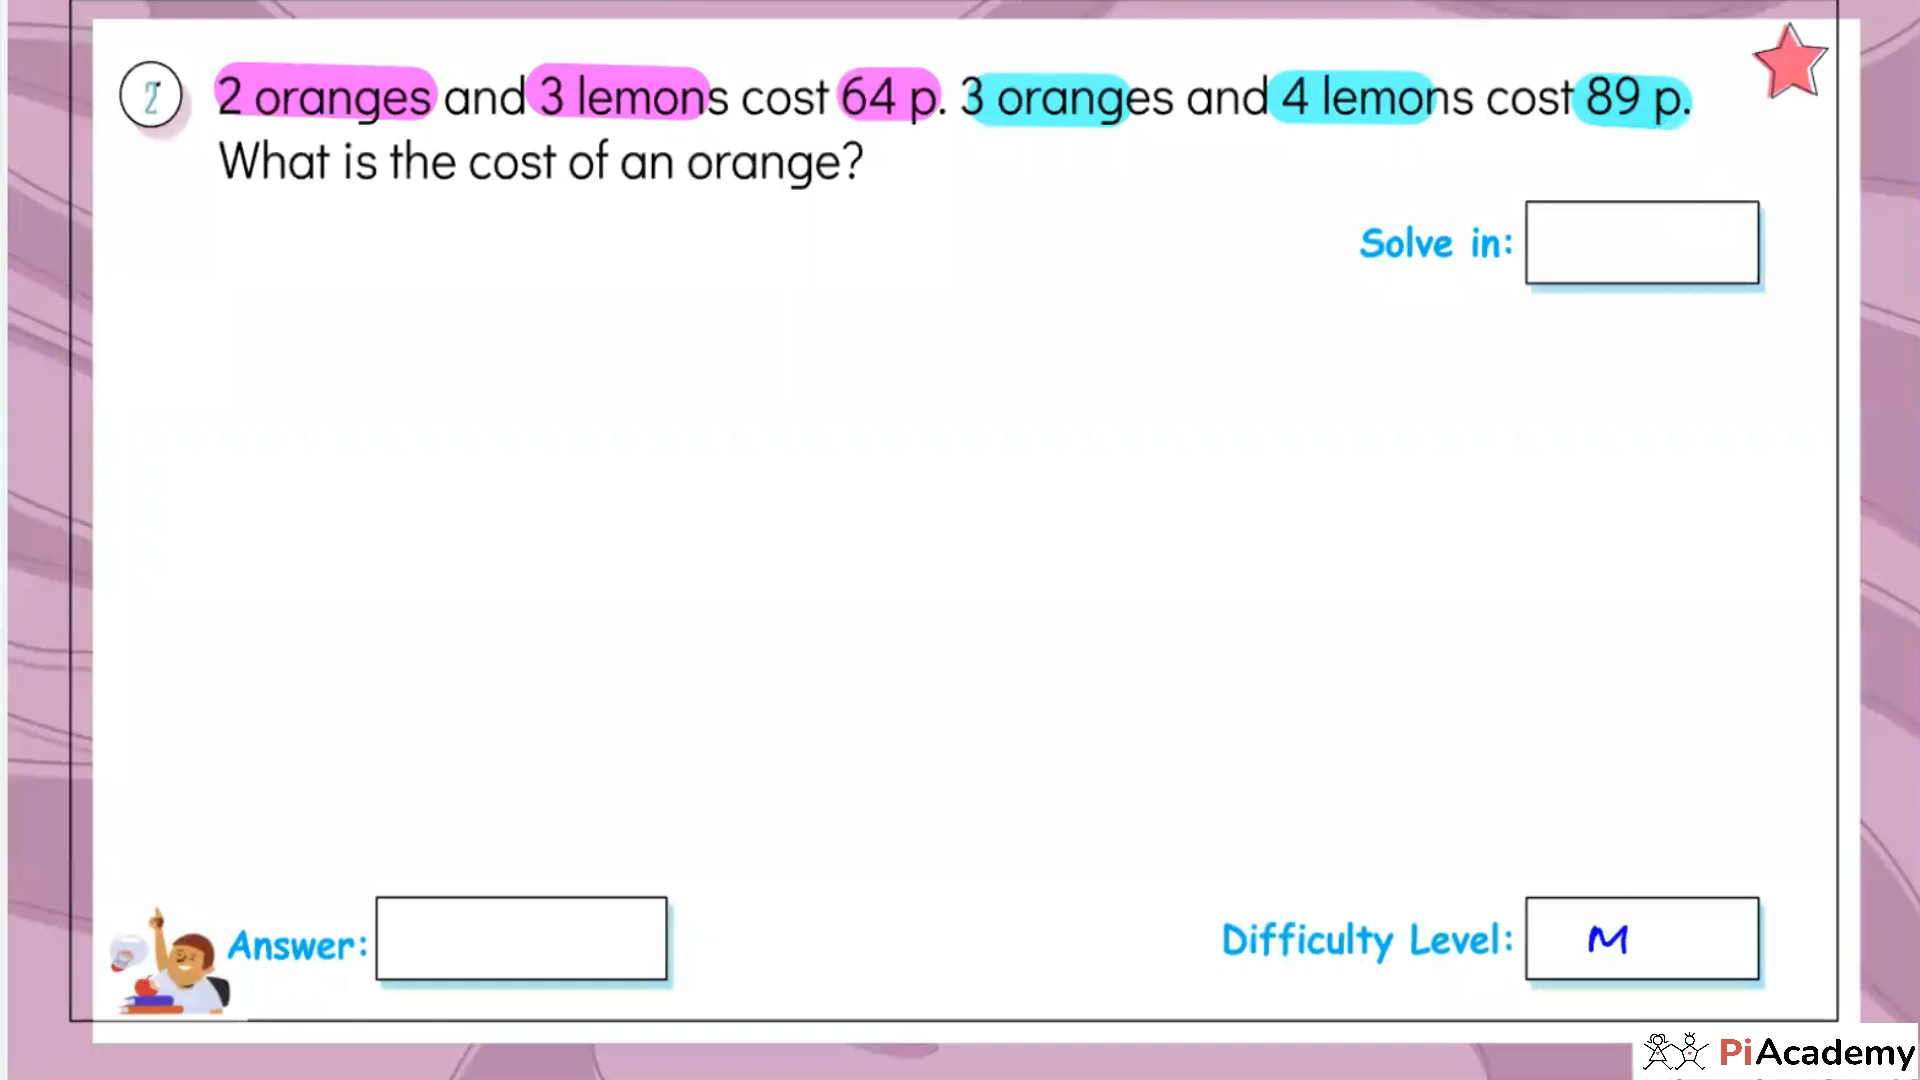 2 2 oranges and 3 lemons cost 64 p. 3 oranges and 4 lemons cost 89 p.
What is the cost of an orange?
Solve in:
Answer:
Difficulty Level: M
PiAcademy